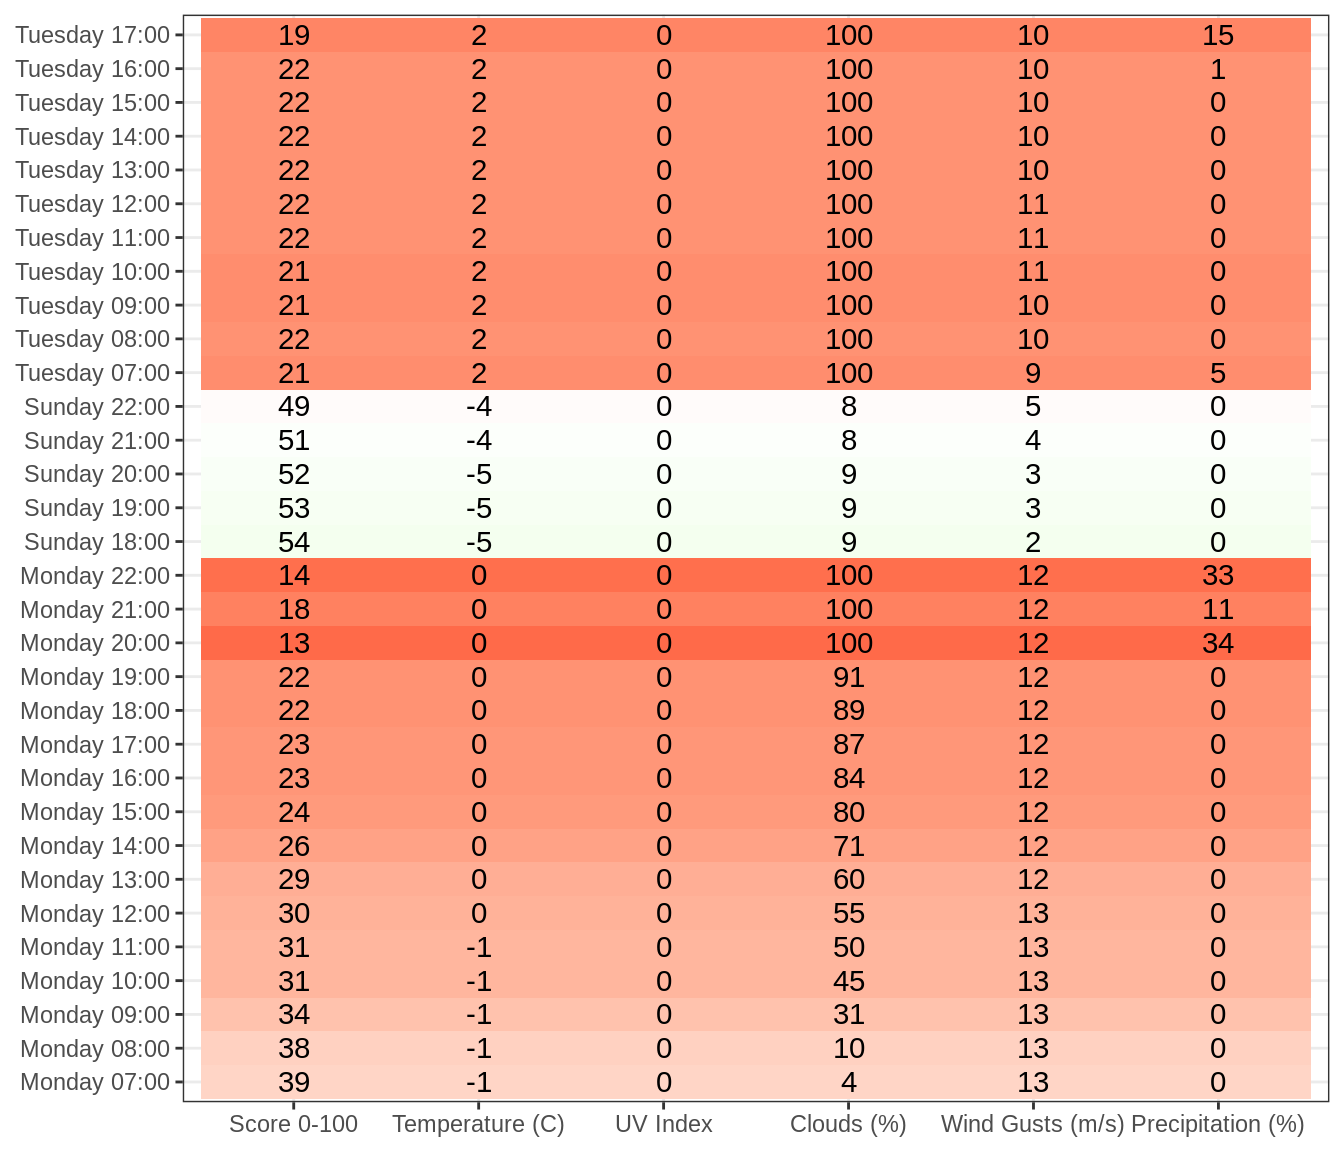 Tuesday 17:00 19 2 0 100 10 15
Tuesday 16:00 22 2 0 100 10 1
Tuesday 15:00 22 2 0 100 10 0
Tuesday 14:00 22 2 0 100 10 0
Tuesday 13:00 22 2 0 100 10 0
Tuesday 12:00 22 2 0 100 11 0
Tuesday 11:00 22 2 0 100 11 0
Tuesday 10:00 21 2 0 100 11 0
Tuesday 09:00 21 2 0 100 10 0
Tuesday 08:00 22 2 0 100 10 0
Tuesday 07:00 21 2 0 100 9 5
Sunday 22:00 49 -4 0 8 5 0
Sunday 21:00 51 -4 0 8 4 0
Sunday 20:00 52 -5 0 9 3 0
Sunday 19:00 53 -5 0 9 3 0
Sunday 18:00 54 -5 0 9 2 0
Monday 22:00 14 0 0 100 12 33
Monday 21:00 18 0 0 100 12 11
Monday 20:00 13 0 0 100 12 34
Monday 19:00 22 0 0 91 12 0
Monday 18:00 22 0 0 89 12 0
Monday 17:00 23 0 0 87 12 0
Monday 16:00 23 0 0 84 12 0
Monday 15:00 24 0 0 80 12 0
Monday 14:00 26 0 0 71 12 0
Monday 13:00 29 0 0 60 12 0
Monday 12:00 30 0 0 55 13 0
Monday 11:00 31 -1 0 50 13 0
Monday 10:00 31 -1 0 45 13 0
Monday 09:00 34 -1 0 31 13 0
Monday 08:00 38 -1 0 10 13 0
Monday 07:00 39 -1 0 4 13 0
Score 0-100 Temperature (C) UV Index Clouds (%) Wind Gusts (m/s) Precipitation (%)